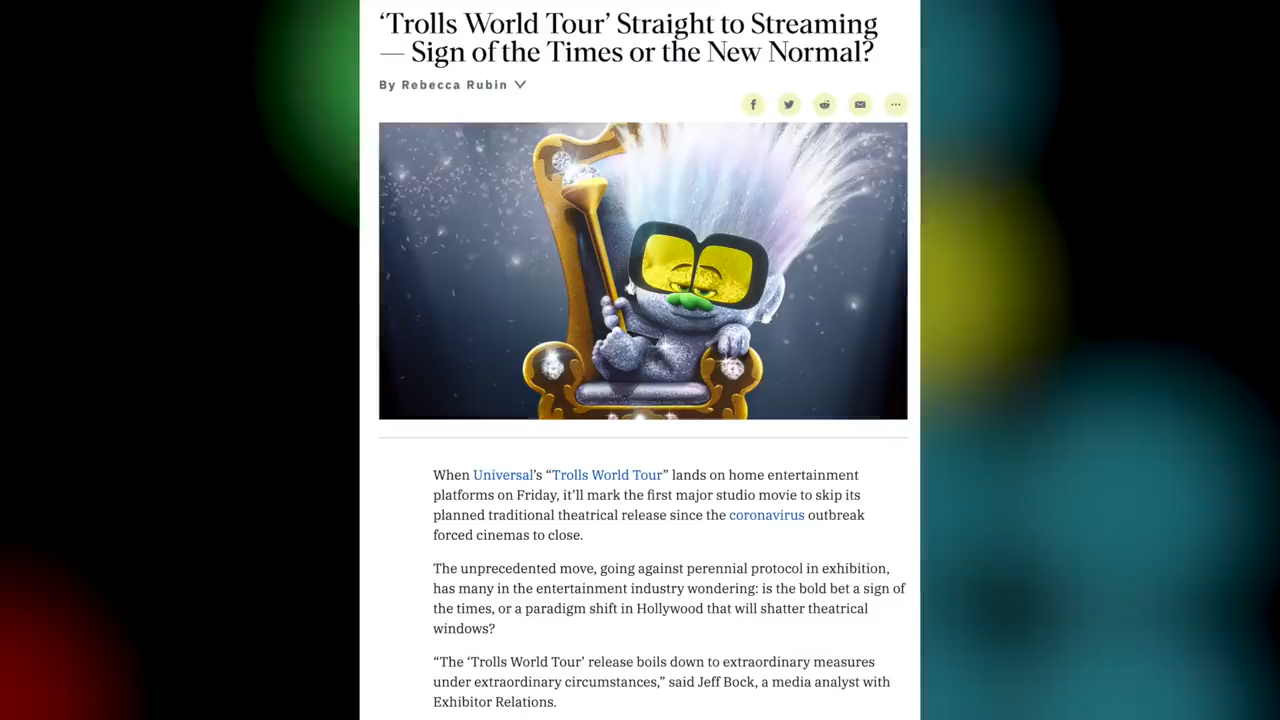 ‘Trolls World Tour’ Straight to Streaming
— Sign of the Times or the New Normal?
By Rebecca Rubin
When Universal’s “Trolls World Tour” lands on home entertainment
platforms on Friday, it’ll mark the first major studio movie to skip its
planned traditional theatrical release since the coronavirus outbreak
forced cinemas to close.
The unprecedented move, going against perennial protocol in exhibition,
has many in the entertainment industry wondering: is the bold bet a sign of
the times, or a paradigm shift in Hollywood that will shatter theatrical
windows?
“The ‘Trolls World Tour’ release boils down to extraordinary measures
under extraordinary circumstances,” said Jeff Bock, a media analyst with
Exhibitor Relations.